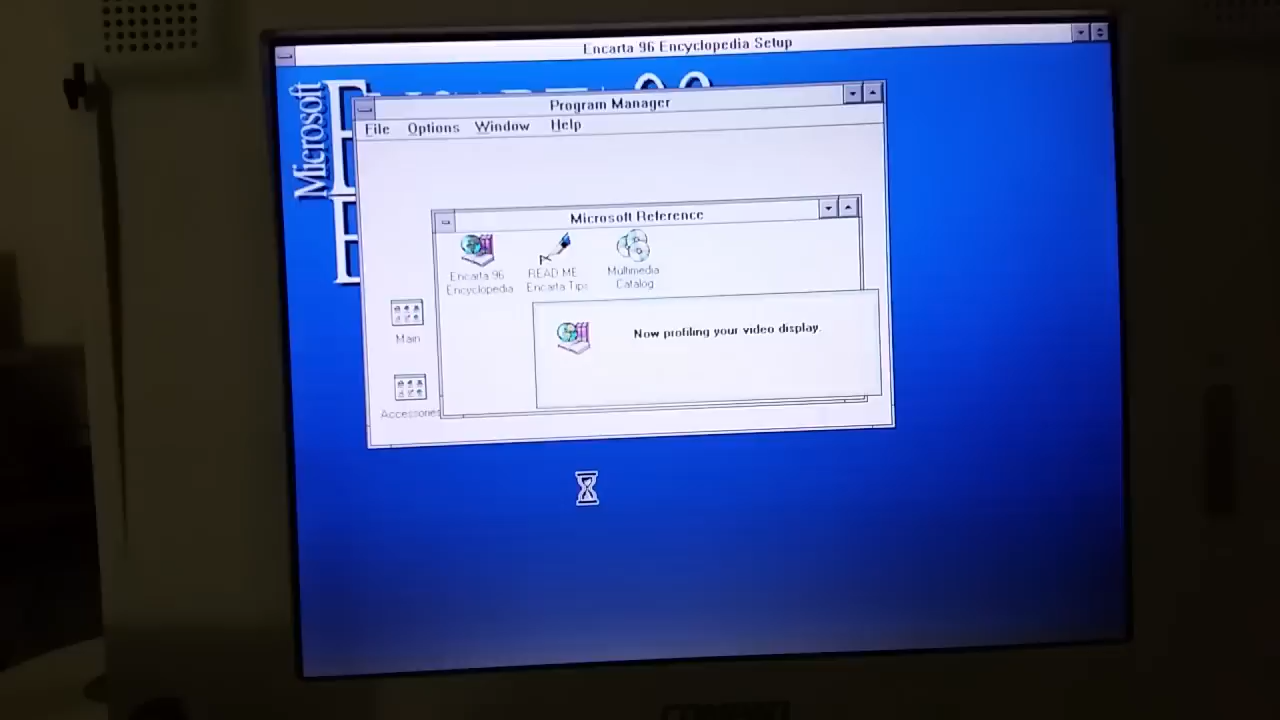 Encarta 96 Encyclopedia Setup
Microsoft
Program Manager
File Options Window Help
Microsoft Reference
Encarta 96
Encyclopedia
READ ME
Encarta Tips
Multimedia
Catalog
Now profiling your video display.
Main
Accessories